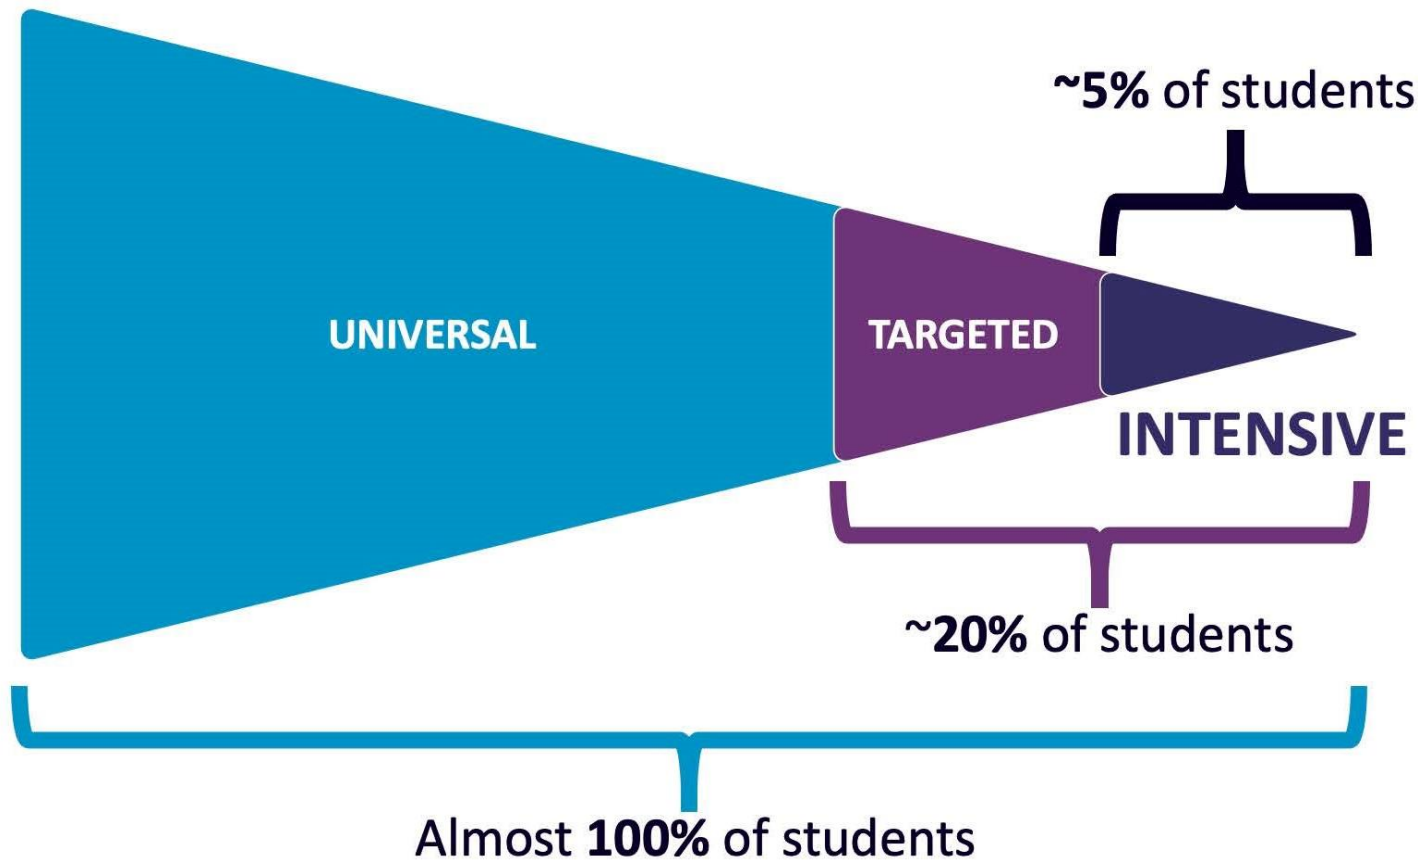 ~5% of students
UNIVERSAL
TARGETED
INTENSIVE
~20% of students
Almost 100% of students